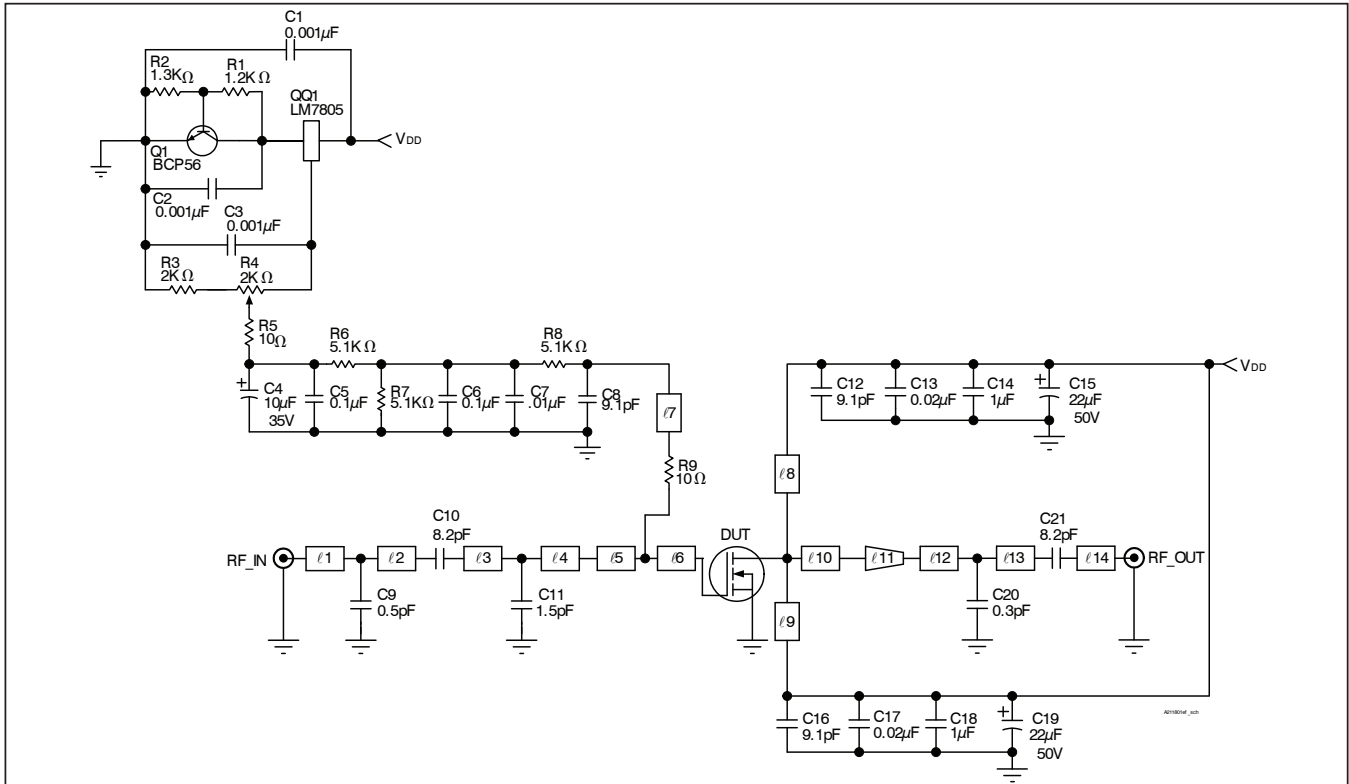 C1
0.001µF
R2
1.3KΩ
R1
1.2KΩ
QQ1
LM7805
VDD
Q1
BCP56
C2
0.001µF
C3
0.001µF
R3
2KΩ
R4
2KΩ
R5
10Ω
R6
5.1KΩ
R8
5.1KΩ
C4
10µF
35V
C5
0.1µF
R7
5.1KΩ
C6
0.1µF
C7
.01µF
C8
9.1pF
ℓ7
R9
10Ω
VDD
C12
9.1pF
C13
0.02µF
C14
1µF
C15
22µF
50V
ℓ8
RF_IN
ℓ1
ℓ2
C10
8.2pF
ℓ3
ℓ4
ℓ5
ℓ6
DUT
ℓ10
ℓ11
ℓ12
ℓ13
C21
8.2pF
ℓ14
RF_OUT
C9
0.5pF
C11
1.5pF
ℓ9
C20
0.3pF
C16
9.1pF
C17
0.02µF
C18
1µF
C19
22µF
50V